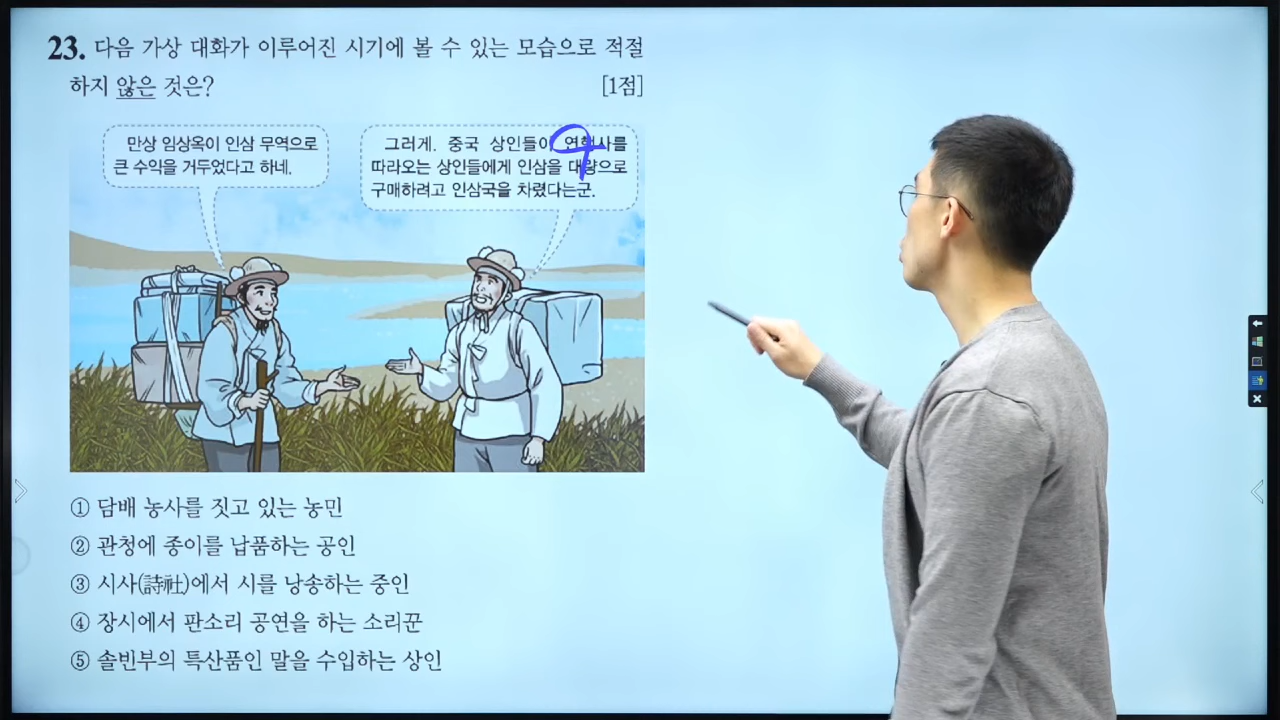 23. 다음 가상 대화가 이루어진 시기에 볼 수 있는 모습으로 적절
하지 않은 것은? [1점]
만상 임상옥이 인삼 무역으로
큰 수익을 거두었다고 하네.
그러게. 중국 상인들이 사를
따라오는 상인들에게 인삼을 대량으로
구매하려고 인삼국을 차렸다는군.
① 담배 농사를 짓고 있는 농민
② 관청에 종이를 납품하는 공인
③ 시사(詩社)에서 시를 낭송하는 중인
④ 장시에서 판소리 공연을 하는 소리꾼
⑤ 솔빈부의 특산품인 말을 수입하는 상인